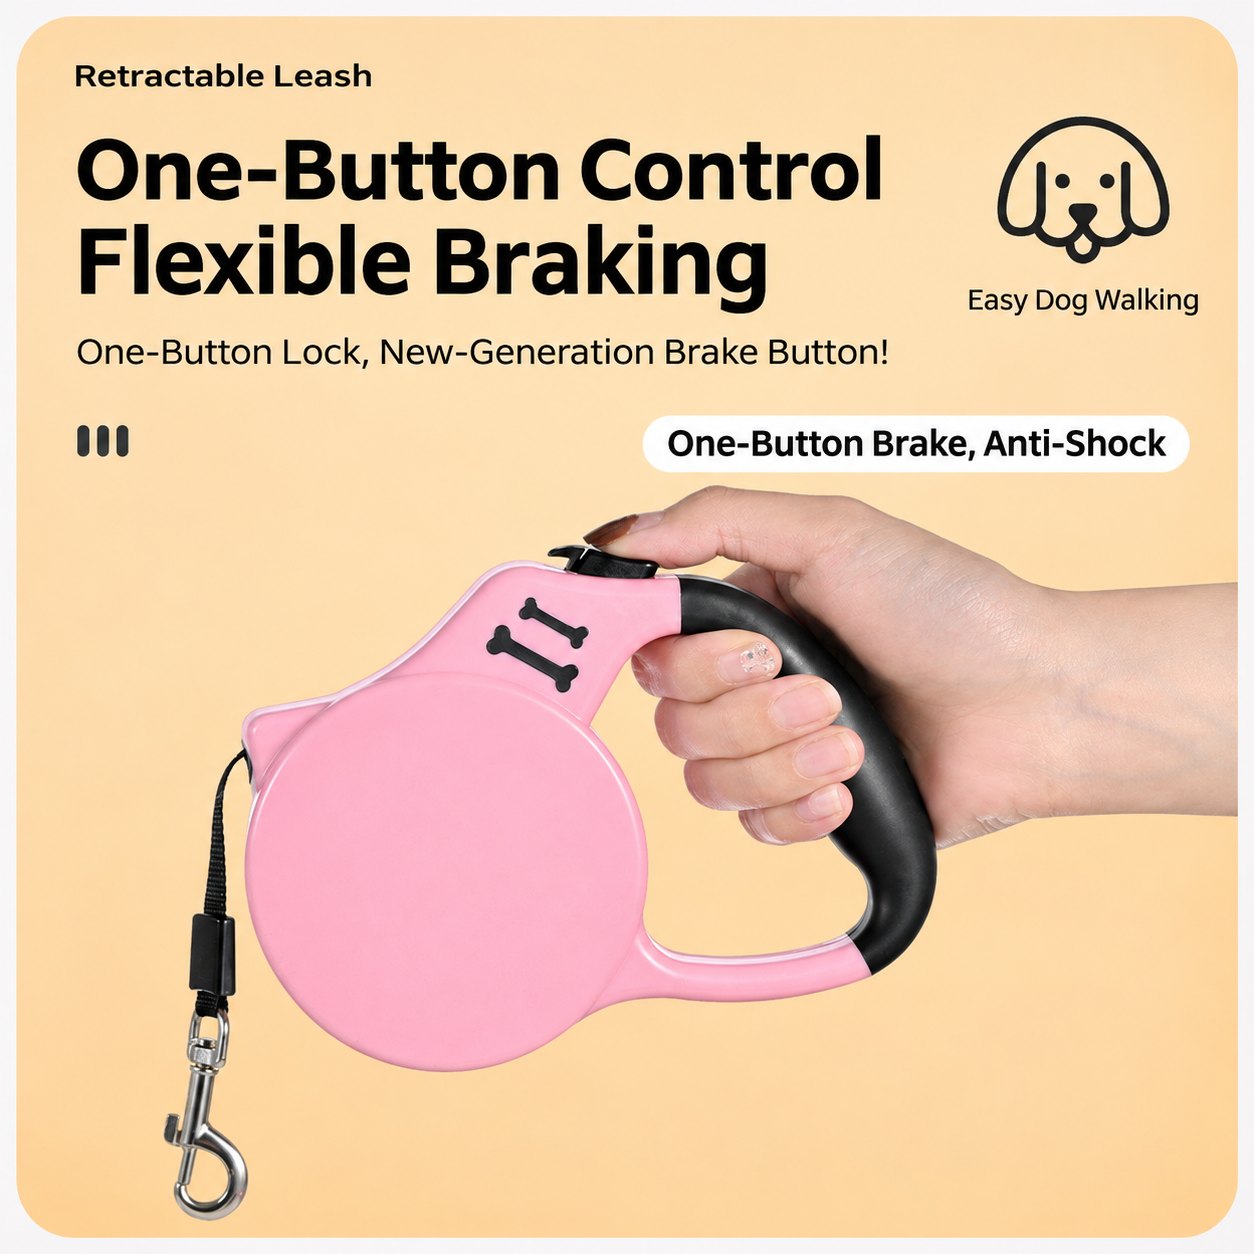 Retractable Leash
One-Button Control
Flexible Braking
One-Button Lock, New-Generation Brake Button!
Easy Dog Walking
One-Button Brake, Anti-Shock